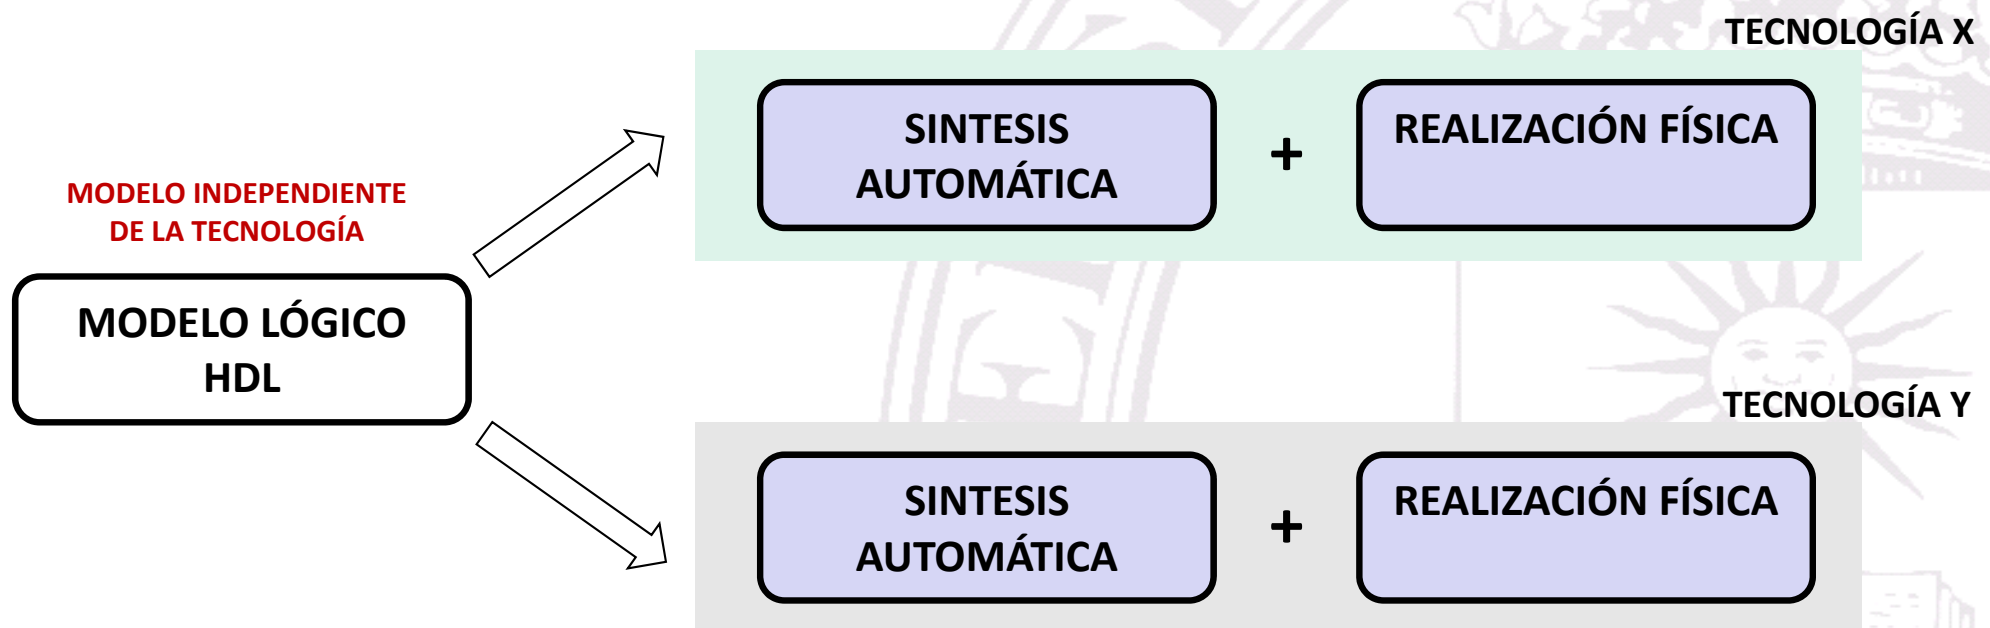 TECNOLOGÍA X
SINTESIS
AUTOMÁTICA
+
REALIZACIÓN FÍSICA
MODELO INDEPENDIENTE
DE LA TECNOLOGÍA
MODELO LÓGICO
HDL
TECNOLOGÍA Y
SINTESIS
AUTOMÁTICA
+
REALIZACIÓN FÍSICA